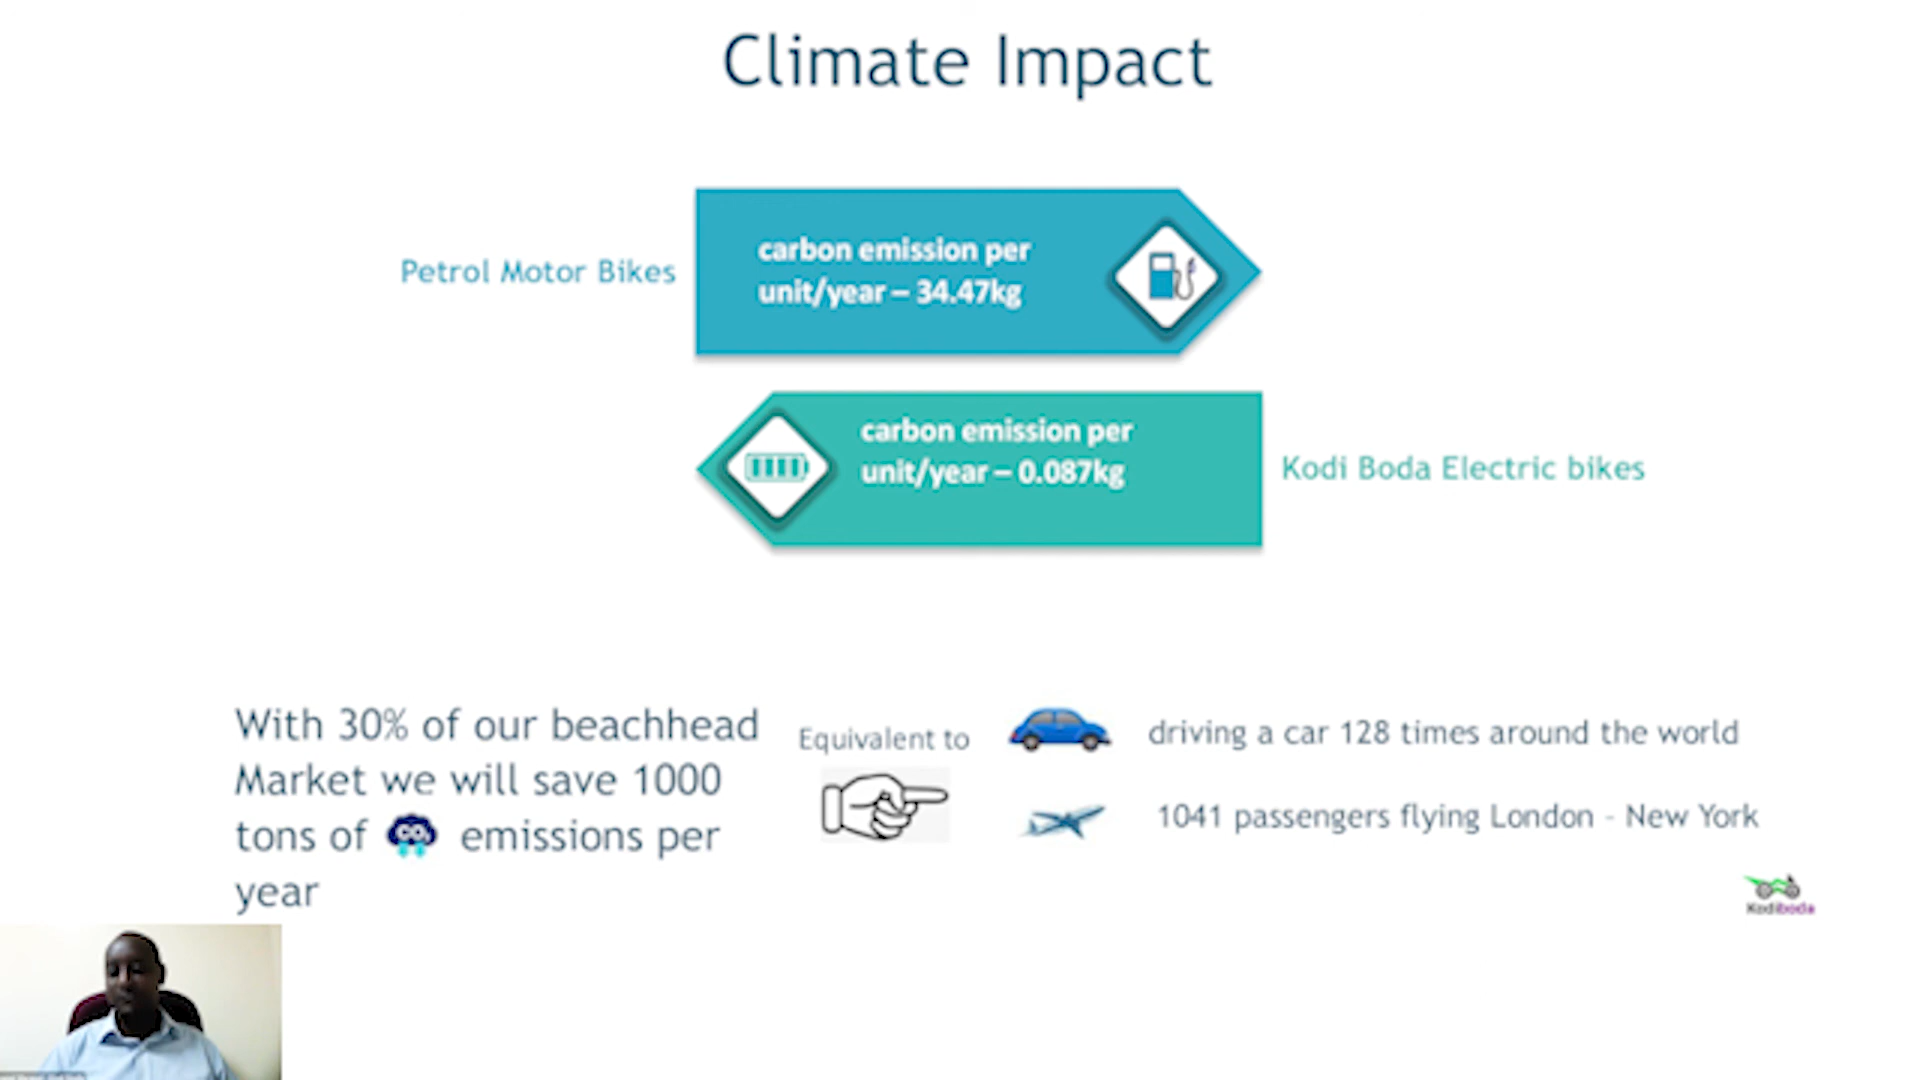 Climate Impact
Petrol Motor Bikes
carbon emission per
unit/year – 34.47kg
carbon emission per
unit/year – 0.087kg
Kodi Boda Electric bikes
With 30% of our beachhead
Market we will save 1000
tons of CO₂ emissions per
year
Equivalent to
driving a car 128 times around the world
1041 passengers flying London - New York
Kodiboda